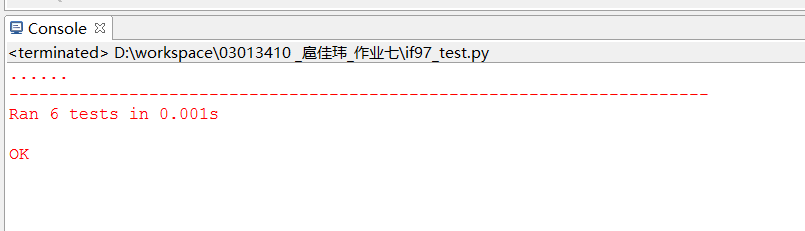 Console
<terminated> D:\workspace\03013410 _扈佳玮_作业七\if97_test.py
......
----------------------------------------------------------------------
Ran 6 tests in 0.001s
OK